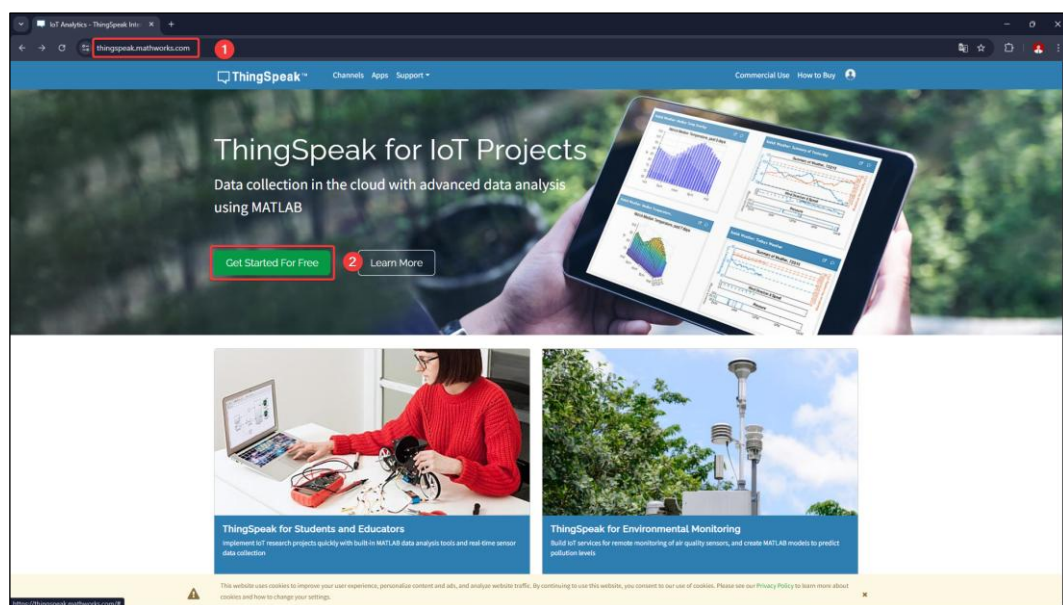 IoT Analytics - ThingSpeak Inte
thingspeak.mathworks.com
1
ThingSpeak™
Channels Apps Support
Commercial Use How to Buy
ThingSpeak for IoT Projects
Data collection in the cloud with advanced data analysis
using MATLAB
Get Started For Free
2
Learn More
ThingSpeak for Students and Educators
Implement IoT research projects quickly with built-in MATLAB data analysis tools and real-time sensor
data collection
ThingSpeak for Environmental Monitoring
Build IoT services for remote monitoring of air quality sensors, and create MATLAB models to predict
pollution levels
This website uses cookies to improve your user experience, personalize content and ads, and analyze website traffic. By continuing to use this website, you consent to our use of cookies. Please see our Privacy Policy to learn more about
cookies and how to change your settings.
https://thingspeak.mathworks.com/#